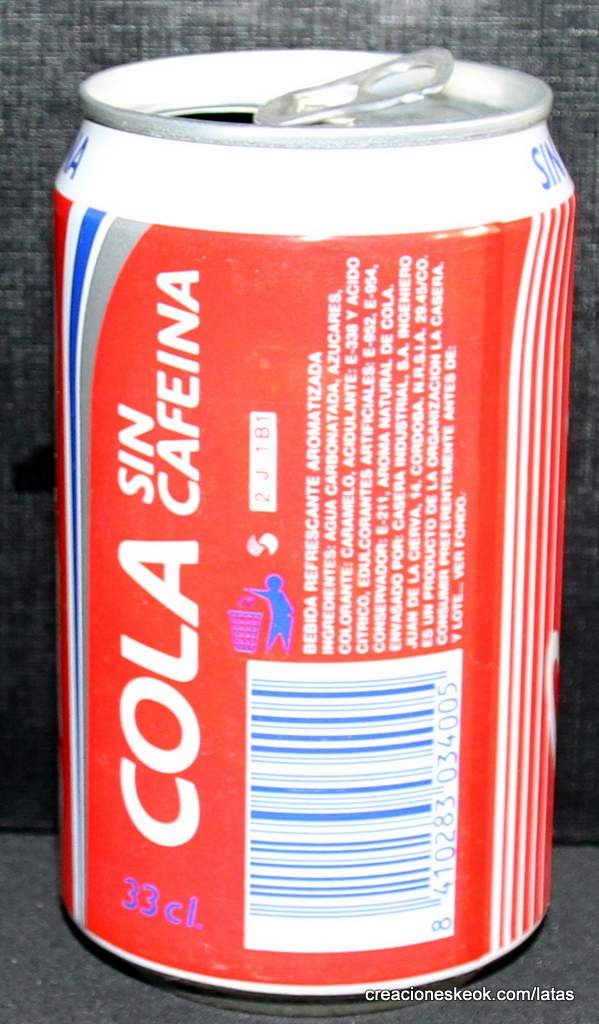 SIN
COLA SIN
CAFEINA
33 cl.
2 J 1B1
BEBIDA REFRESCANTE AROMATIZADA
INGREDIENTES: AGUA CARBONATADA, AZUCARES,
COLORANTE: CARAMELO, ACIDULANTE: E-338 Y ACIDO
CITRICO, EDULCORANTES ARTIFICIALES: E-952, E-954,
CONSERVADOR: E-211, AROMA NATURAL DE COLA.
ENVASADO POR: CASERA INDUSTRIAL, S.A. INGENIERO
JUAN DE LA CIERVA, 14, CORDOBA. N.R.S.I.A. 29.45/CO.
ES UN PRODUCTO DE LA ORGANIZACION LA CASERA.
CONSUMIR PREFERENTEMENTE ANTES DE:
Y LOTE... VER FONDO.
8 410283 034005
creacioneskeok.com/latas